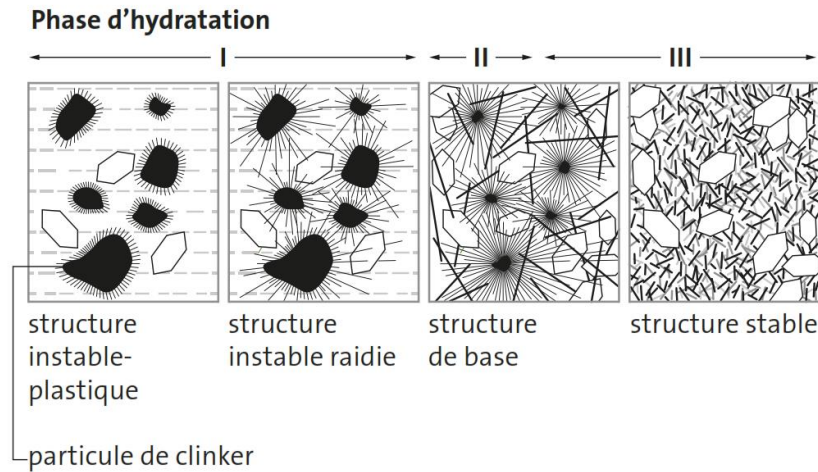 Phase d’hydratation
I
II
III
structure
instable-
plastique
structure
instable raidie
structure
de base
structure stable
particule de clinker